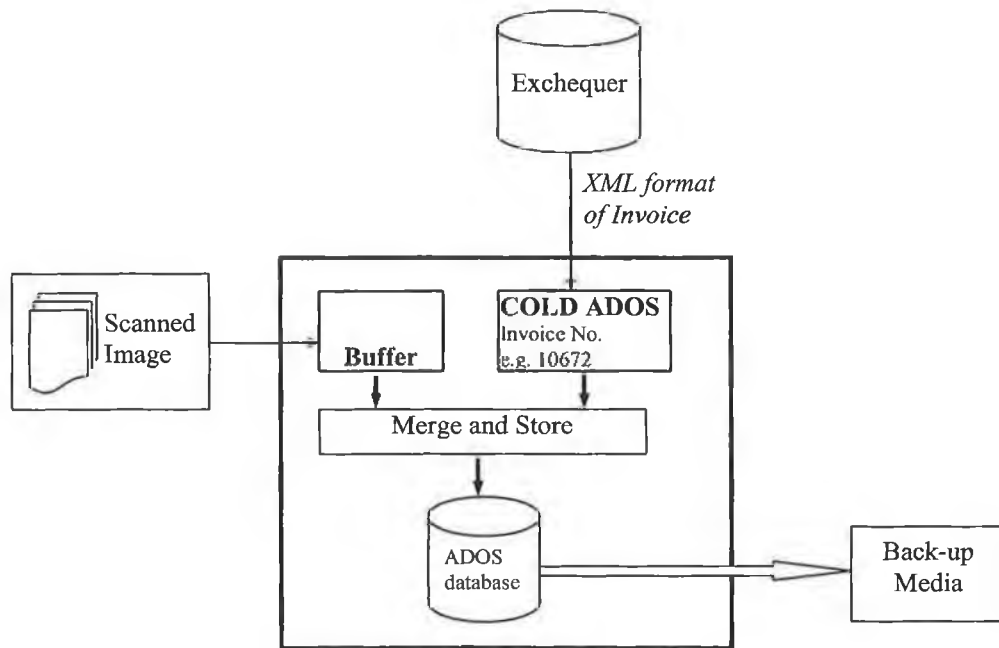 Exchequer
XML format
of Invoice
Scanned
Image
Buffer
COLD ADOS
Invoice No.
e.g. 10672
Merge and Store
ADOS
database
Back-up
Media